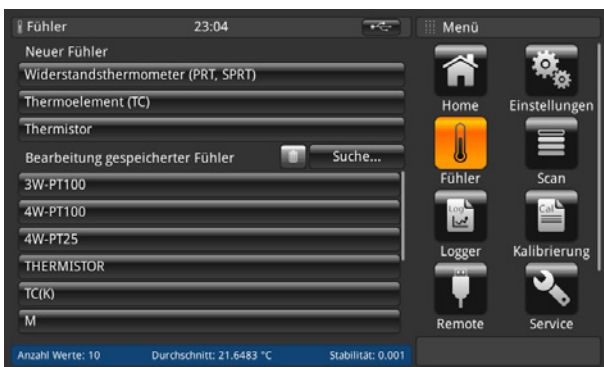 Fühler 23:04
Neuer Fühler
Widerstandsthermometer (PRT, SPRT)
Thermoelement (TC)
Thermistor
Bearbeitung gespeicherter Fühler Suche...
3W-PT100
4W-PT100
4W-PT25
THERMISTOR
TC(K)
M
Anzahl Werte: 10 Durchschnitt: 21.6483 °C Stabilität: 0.001
Menü
Home Einstellungen
Fühler Scan
Log Cal
Logger Kalibrierung
Remote Service